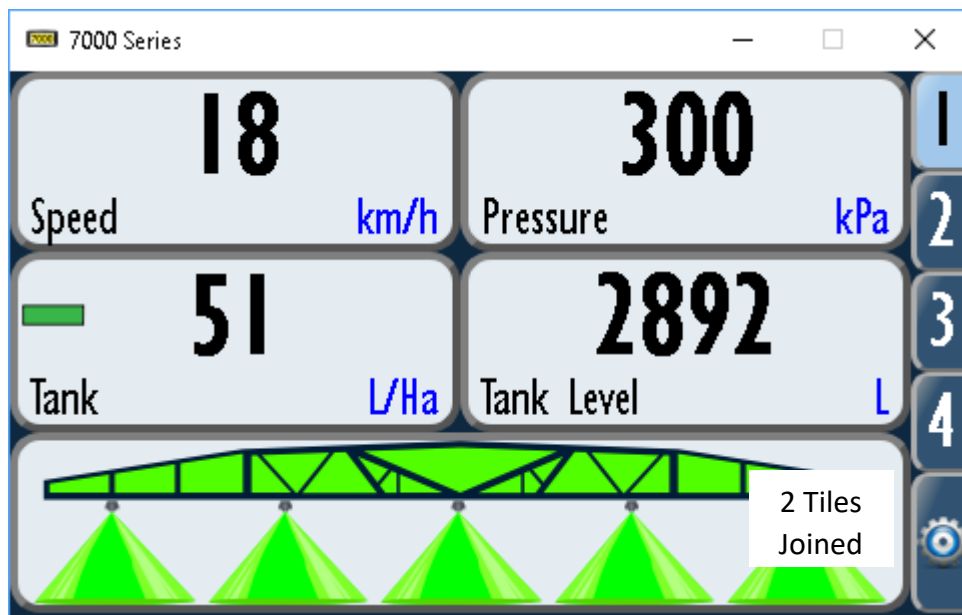 7000 7000 Series
18
Speed km/h
300
Pressure kPa
51
Tank L/Ha
2892
Tank Level L
2 Tiles
Joined
1
2
3
4